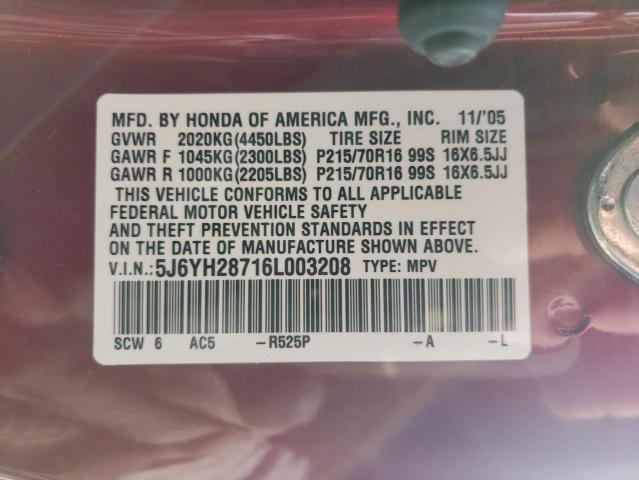 MFD. BY HONDA OF AMERICA MFG., INC. 11/'05
GVWR 2020KG(4450LBS) TIRE SIZE RIM SIZE
GAWR F 1045KG(2300LBS) P215/70R16 99S 16X6.5JJ
GAWR R 1000KG(2205LBS) P215/70R16 99S 16X6.5JJ
THIS VEHICLE CONFORMS TO ALL APPLICABLE
FEDERAL MOTOR VEHICLE SAFETY
AND THEFT PREVENTION STANDARDS IN EFFECT
ON THE DATE OF MANUFACTURE SHOWN ABOVE.
V.I.N.:5J6YH28716L003208 TYPE: MPV
SCW 6 AC5 -R525P -A -L